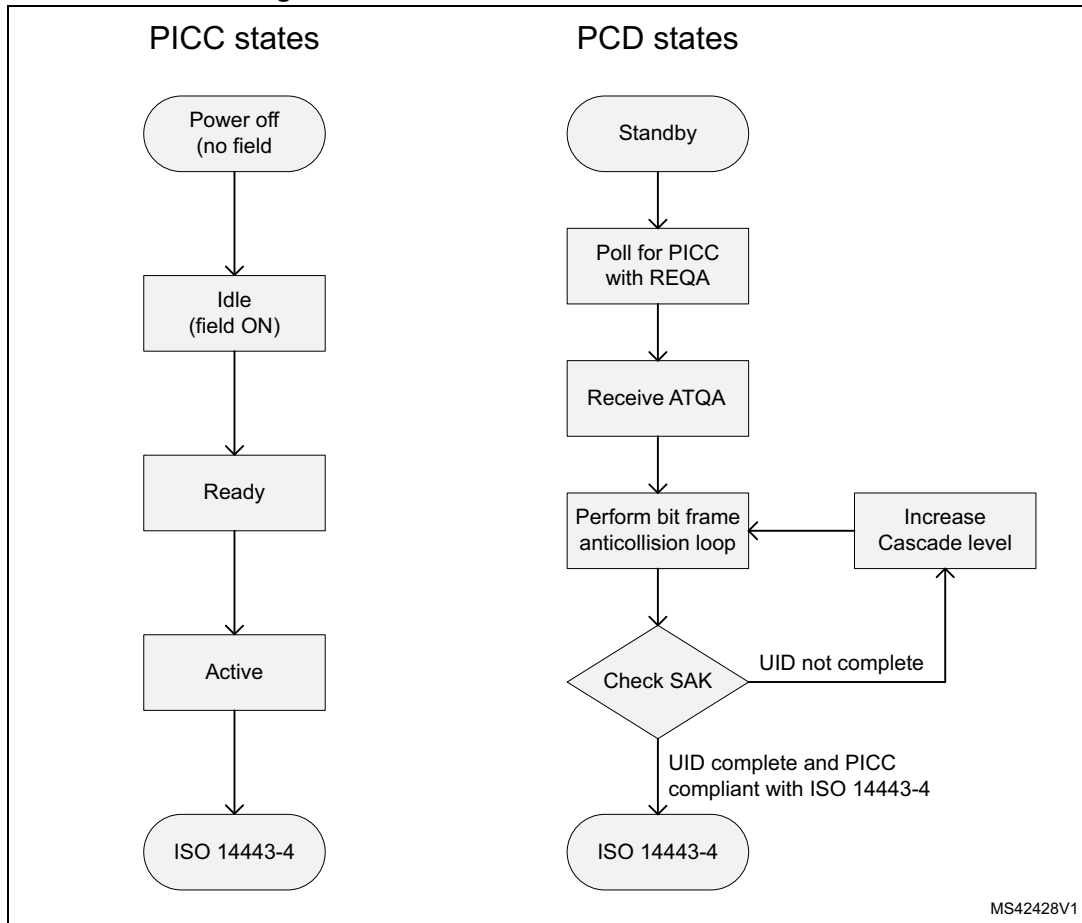 PICC states
PCD states
Power off
(no field
Standby
Poll for PICC
with REQA
Idle
(field ON)
Receive ATQA
Ready
Perform bit frame
anticollision loop
Increase
Cascade level
Active
Check SAK
UID not complete
UID complete and PICC
compliant with ISO 14443-4
ISO 14443-4
ISO 14443-4
MS42428V1